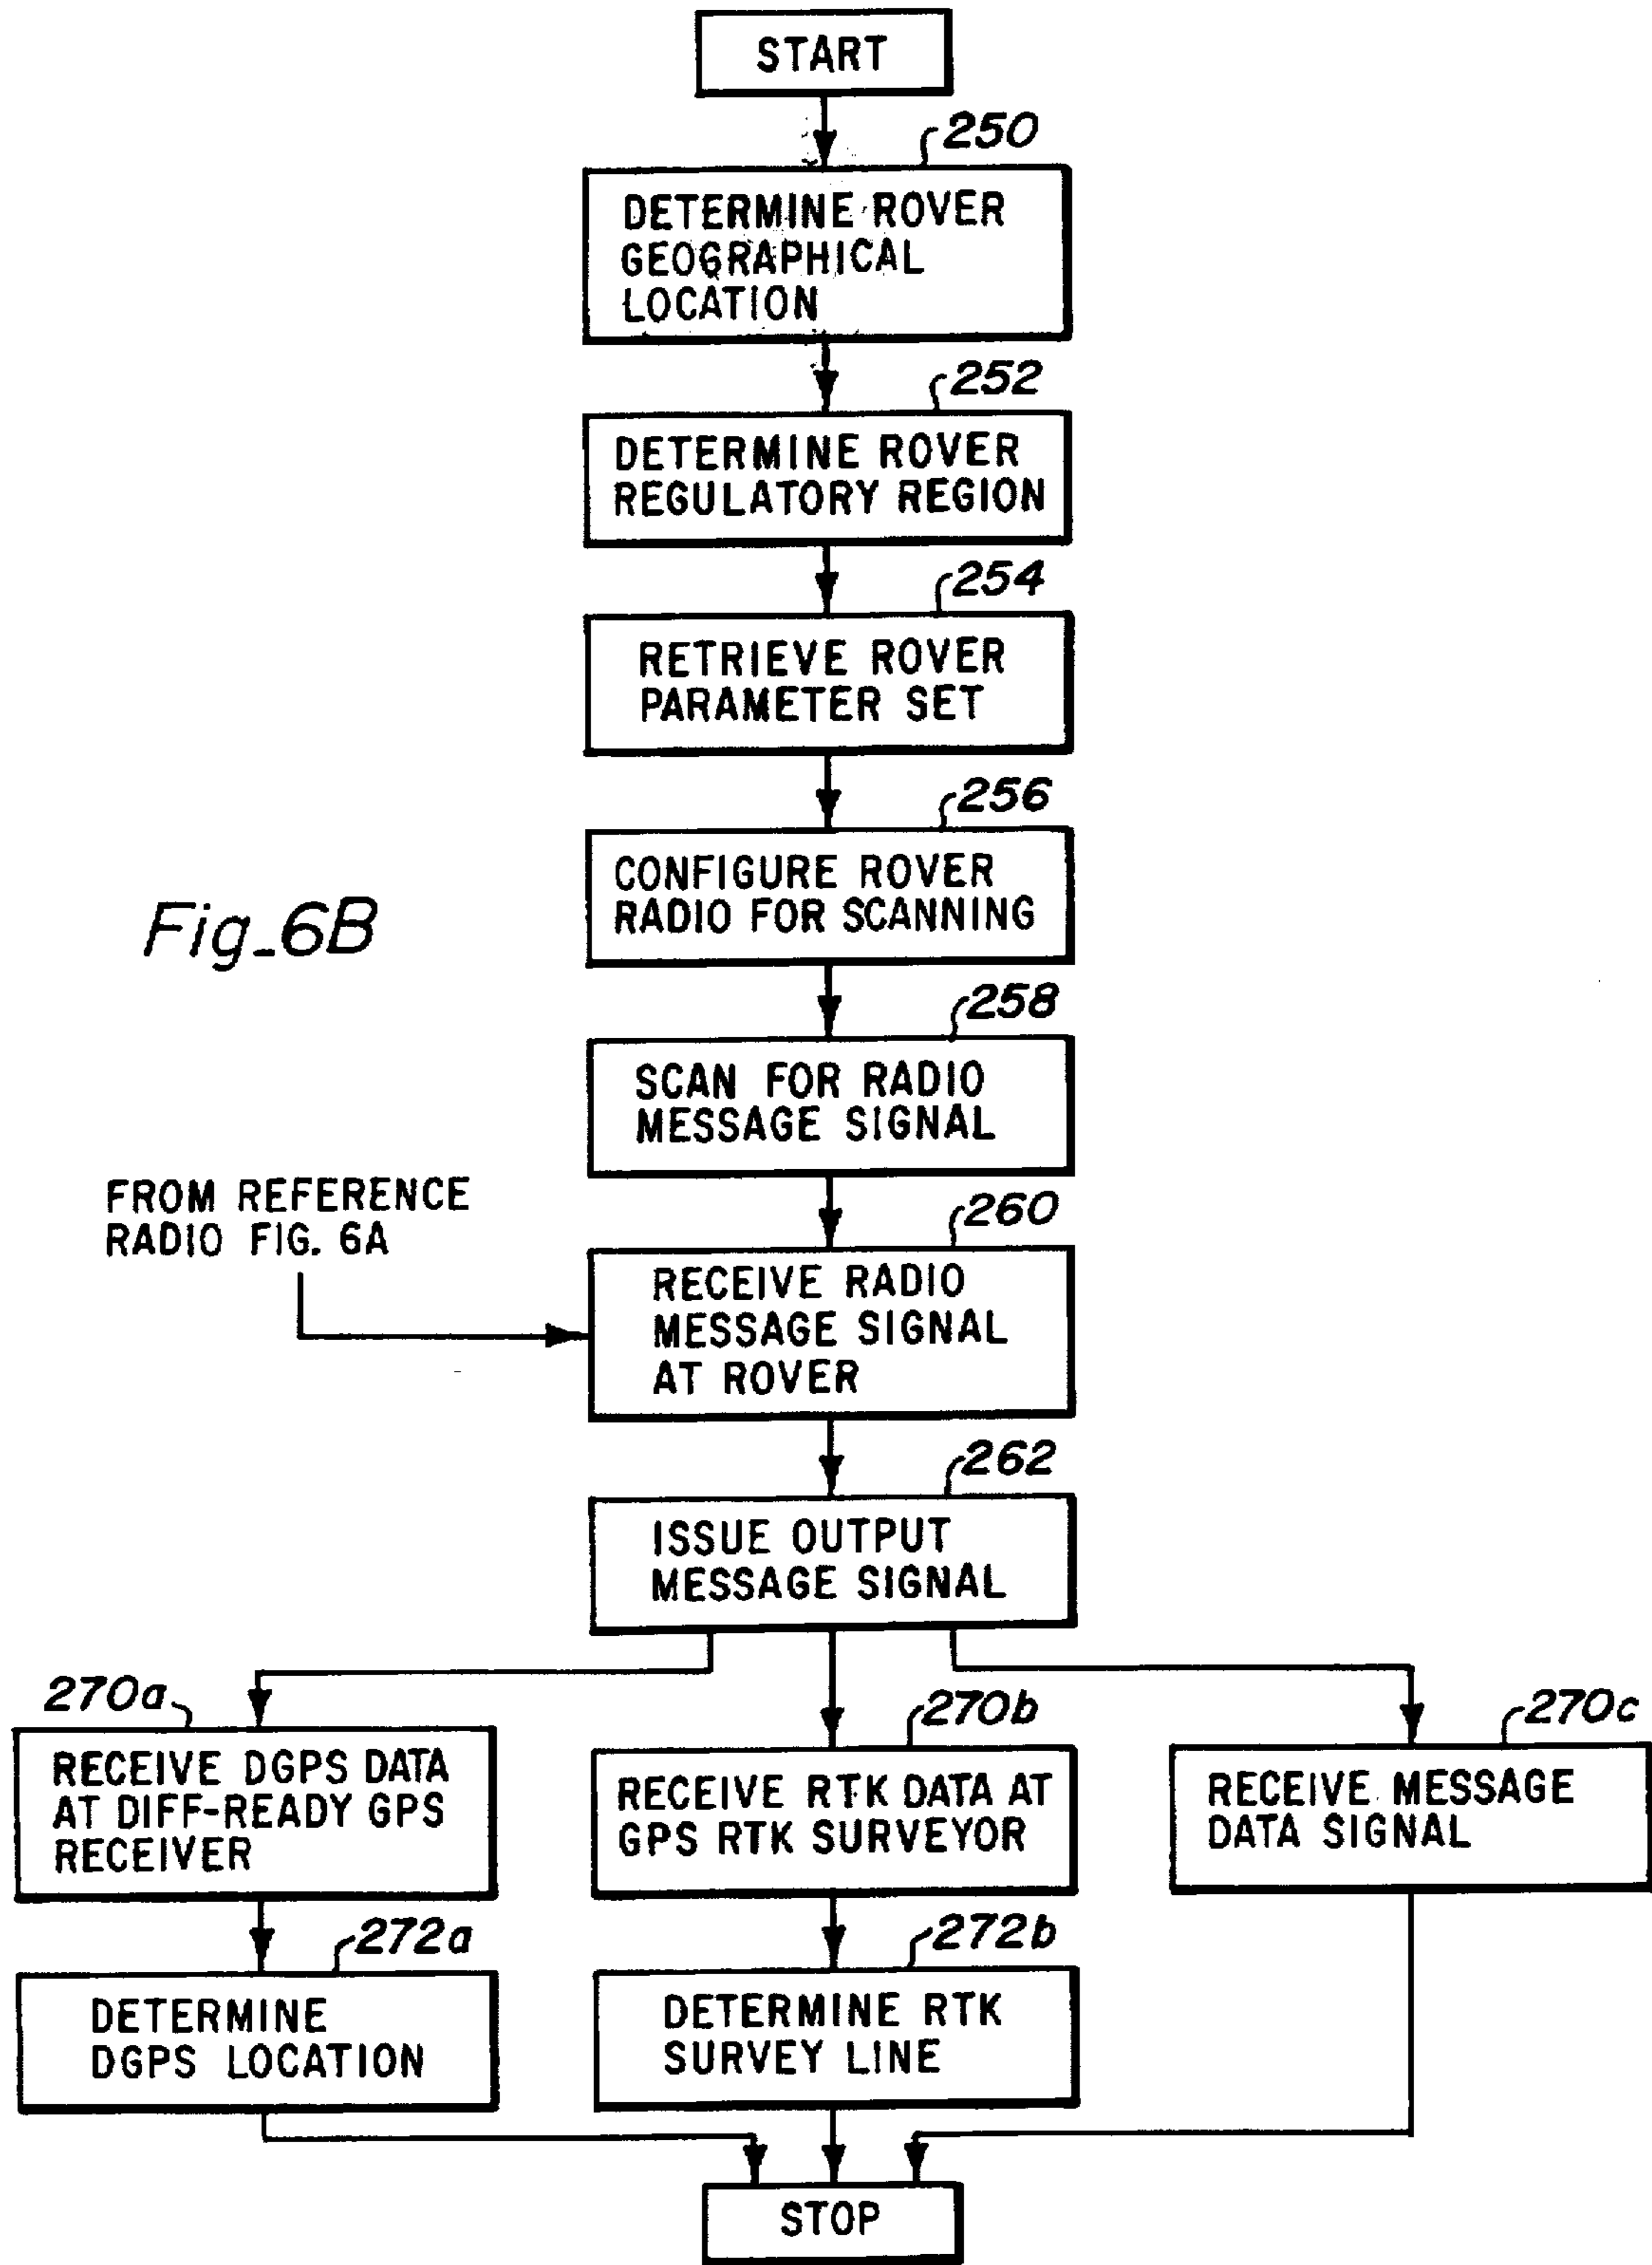 START
250
DETERMINE ROVER
GEOGRAPHICAL
LOCATION
252
DETERMINE ROVER
REGULATORY REGION
254
RETRIEVE ROVER
PARAMETER SET
256
CONFIGURE ROVER
RADIO FOR SCANNING
Fig_6B
258
SCAN FOR RADIO
MESSAGE SIGNAL
FROM REFERENCE
RADIO FIG. 6A
260
RECEIVE RADIO
MESSAGE SIGNAL
AT ROVER
262
ISSUE OUTPUT
MESSAGE SIGNAL
270a
RECEIVE DGPS DATA
AT DIFF-READY GPS
RECEIVER
270b
RECEIVE RTK DATA AT
GPS RTK SURVEYOR
270c
RECEIVE MESSAGE
DATA SIGNAL
272a
DETERMINE
DGPS LOCATION
272b
DETERMINE RTK
SURVEY LINE
STOP